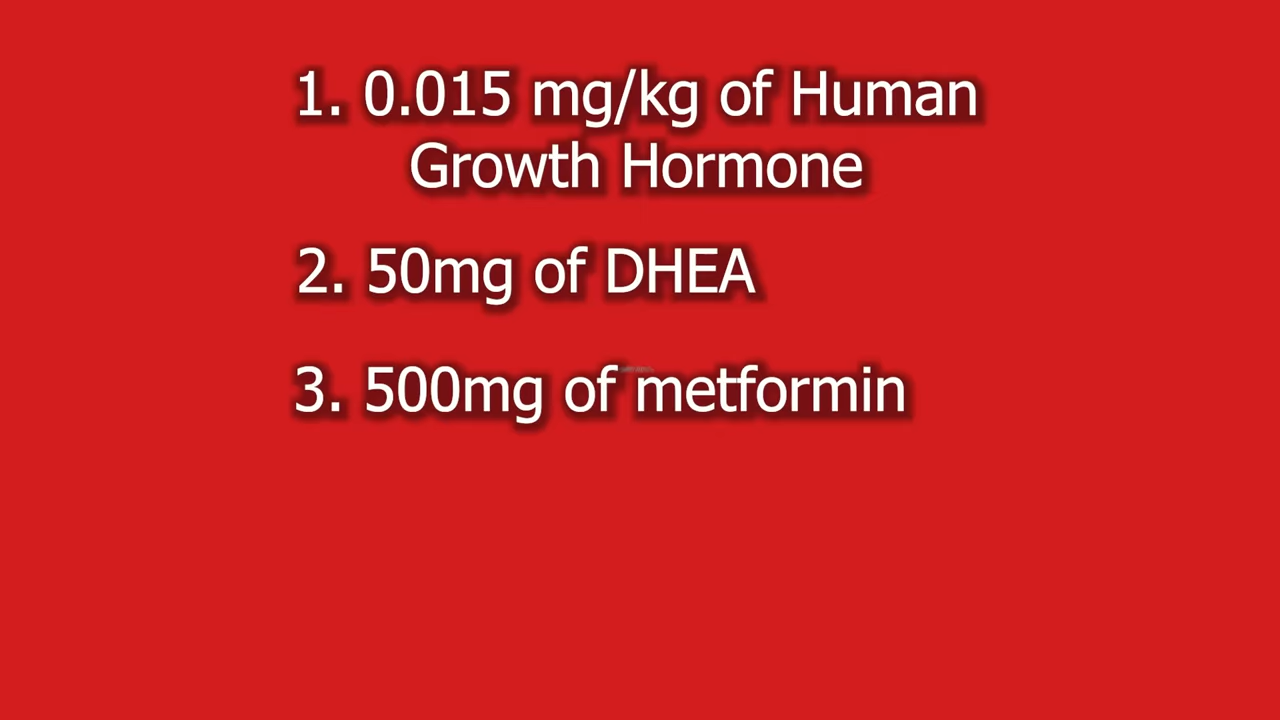 1. 0.015 mg/kg of Human
Growth Hormone
2. 50mg of DHEA
3. 500mg of metformin